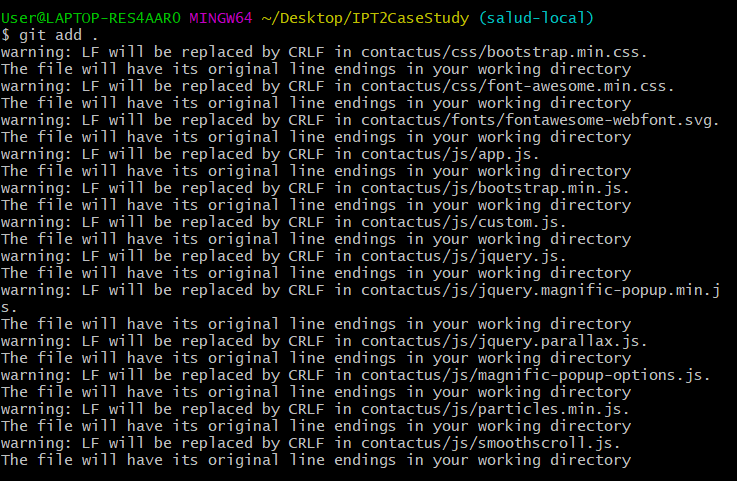 User@LAPTOP-RES4AAR0 MINGW64 ~/Desktop/IPT2CaseStudy (salud-local)
$ git add .
warning: LF will be replaced by CRLF in contactus/css/bootstrap.min.css.
The file will have its original line endings in your working directory
warning: LF will be replaced by CRLF in contactus/css/font-awesome.min.css.
The file will have its original line endings in your working directory
warning: LF will be replaced by CRLF in contactus/fonts/fontawesome-webfont.svg.
The file will have its original line endings in your working directory
warning: LF will be replaced by CRLF in contactus/js/app.js.
The file will have its original line endings in your working directory
warning: LF will be replaced by CRLF in contactus/js/bootstrap.min.js.
The file will have its original line endings in your working directory
warning: LF will be replaced by CRLF in contactus/js/custom.js.
The file will have its original line endings in your working directory
warning: LF will be replaced by CRLF in contactus/js/jquery.js.
The file will have its original line endings in your working directory
warning: LF will be replaced by CRLF in contactus/js/jquery.magnific-popup.min.j
s.
The file will have its original line endings in your working directory
warning: LF will be replaced by CRLF in contactus/js/jquery.parallax.js.
The file will have its original line endings in your working directory
warning: LF will be replaced by CRLF in contactus/js/magnific-popup-options.js.
The file will have its original line endings in your working directory
warning: LF will be replaced by CRLF in contactus/js/particles.min.js.
The file will have its original line endings in your working directory
warning: LF will be replaced by CRLF in contactus/js/smoothscroll.js.
The file will have its original line endings in your working directory